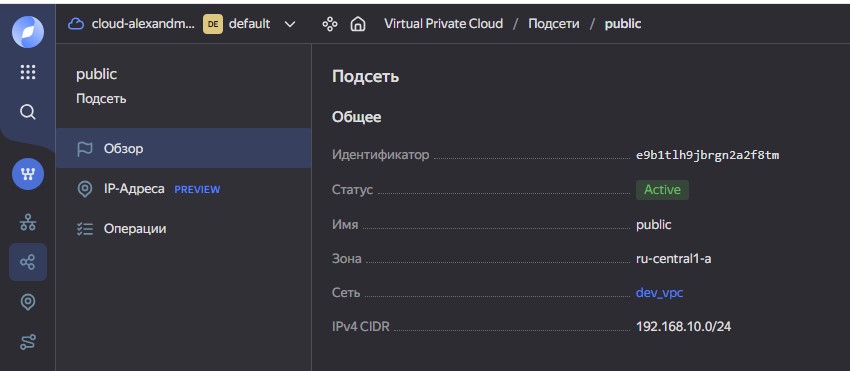 cloud-alexandm... DE default Virtual Private Cloud / Подсети / public
public
Подсеть
Обзор
IP-Адреса PREVIEW
Операции
Подсеть
Общее
Идентификатор e9b1tlh9jbrgn2a2f8tm
Статус Active
Имя public
Зона ru-central1-a
Сеть dev_vpc
IPv4 CIDR 192.168.10.0/24